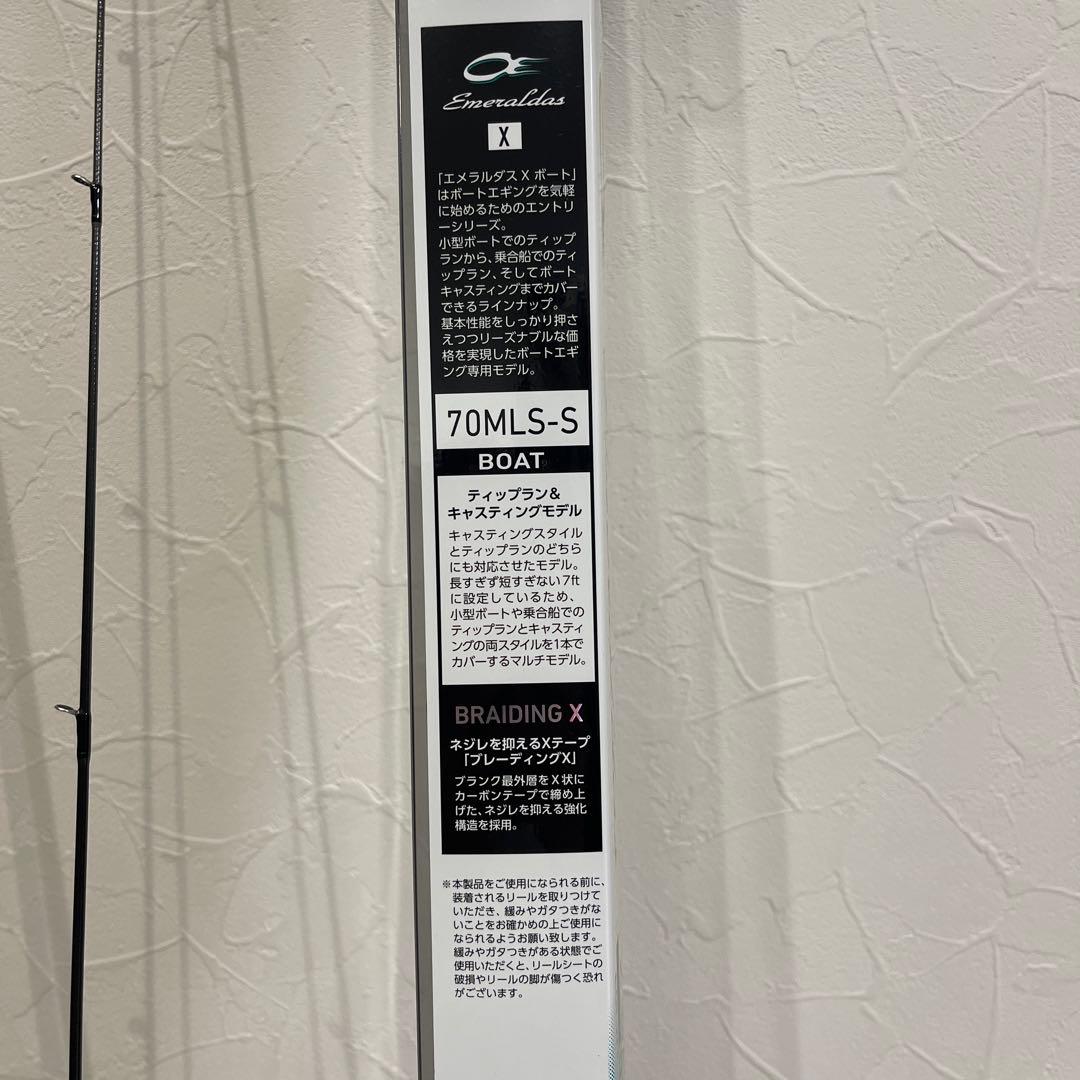 Emeraldas
X
「エメラルダス X ボート」
はボートエギングを気軽
に始めるためのエントリ
ーシリーズ。
小型ボートでのティップ
ランから、乗合船でのティ
ップラン、そしてボート
キャスティングまでカバー
できるラインナップ。
基本性能をしっかり押さ
えつつリーズナブルな価
格を実現したボートエギ
ング専用モデル。
70MLS-S
BOAT
ティップラン&
キャスティングモデル
キャスティングスタイル
とティップランのどちら
にも対応させたモデル。
長すぎず短すぎない7ft
に設定しているため、
小型ボートや乗合船での
ティップランとキャスティ
ングの両スタイルを1本で
カバーするマルチモデル。
BRAIDING X
ネジレを抑えるXテープ
「ブレーディングX」
ブランク最外層をX状に
カーボンテープで締め上
げた、ネジレを抑える強化
構造を採用。
※本製品をご使用になられる前に、
装着されるリールを取りつけて
いただき、緩みやガタつきがな
いことをお確かめの上ご使用に
なられるようお願い致します。
緩みやガタつきがある状態でご
使用いただくと、リールシートの
破損やリールの脚が傷つく恐れ
がございます。